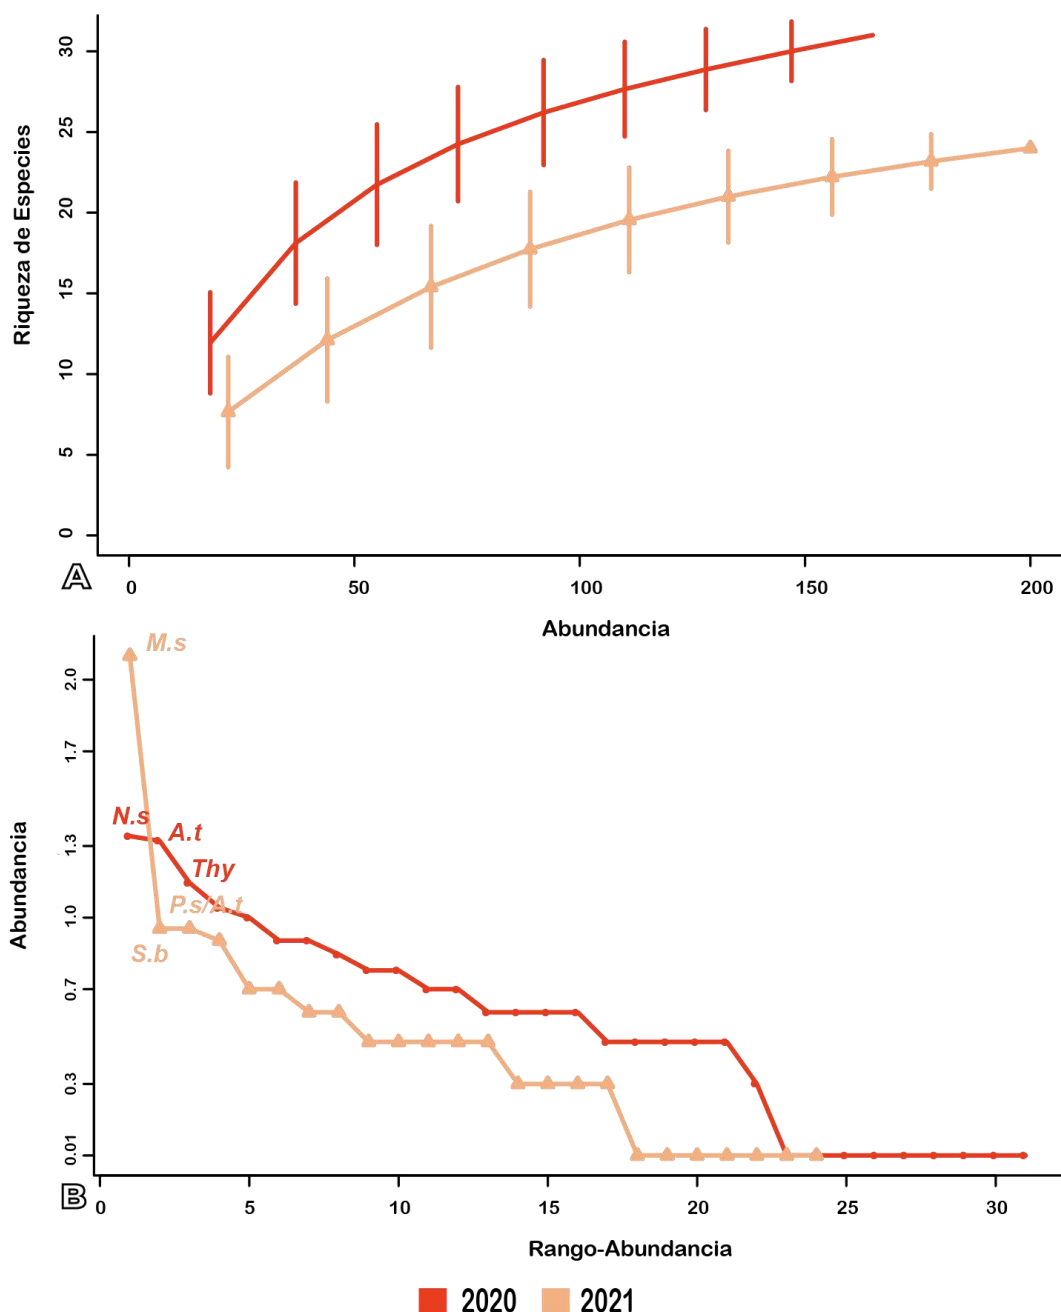 30
25
20
15
10
5
0
Riqueza de Especies
A
0 50 100 150 200
Abundancia
M.s
N.s
A.t
Thy
P.s/A.t
S.b
2.0
1.7
1.3
1.0
0.7
0.3
0.01
Abundancia
B
0 5 10 15 20 25 30
Rango-Abundancia
2020 2021